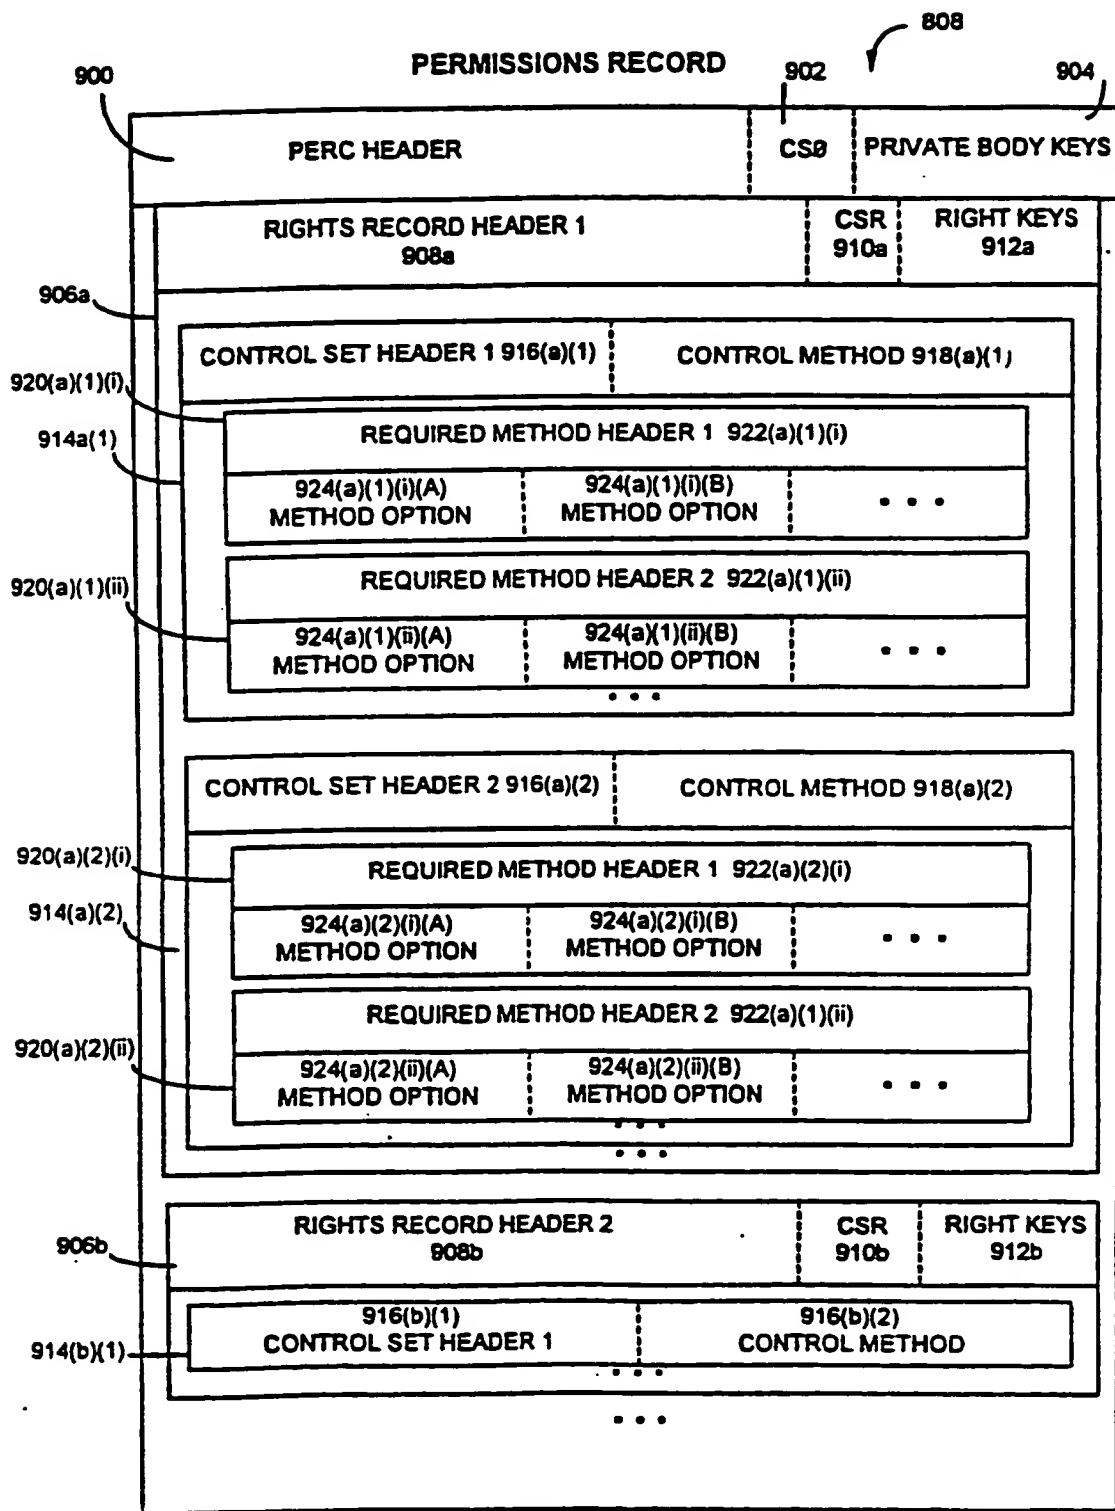 808
PERMISSIONS RECORD
900
902
904
PERC HEADER
CSØ
PRIVATE BODY KEYS
RIGHTS RECORD HEADER 1
908a
CSR
910a
RIGHT KEYS
912a
906a
CONTROL SET HEADER 1 916(a)(1)
CONTROL METHOD 918(a)(1)
920(a)(1)(i)
914a(1)
REQUIRED METHOD HEADER 1 922(a)(1)(i)
924(a)(1)(i)(A)
METHOD OPTION
924(a)(1)(i)(B)
METHOD OPTION
• • •
920(a)(1)(ii)
REQUIRED METHOD HEADER 2 922(a)(1)(ii)
924(a)(1)(ii)(A)
METHOD OPTION
924(a)(1)(ii)(B)
METHOD OPTION
• • •
• • •
CONTROL SET HEADER 2 916(a)(2)
CONTROL METHOD 918(a)(2)
920(a)(2)(i)
914(a)(2)
REQUIRED METHOD HEADER 1 922(a)(2)(i)
924(a)(2)(i)(A)
METHOD OPTION
924(a)(2)(i)(B)
METHOD OPTION
• • •
920(a)(2)(ii)
REQUIRED METHOD HEADER 2 922(a)(1)(ii)
924(a)(2)(ii)(A)
METHOD OPTION
924(a)(2)(ii)(B)
METHOD OPTION
• • •
• • •
• • •
906b
RIGHTS RECORD HEADER 2
908b
CSR
910b
RIGHT KEYS
912b
914(b)(1)
916(b)(1)
CONTROL SET HEADER 1
916(b)(2)
CONTROL METHOD
• • •
• • •